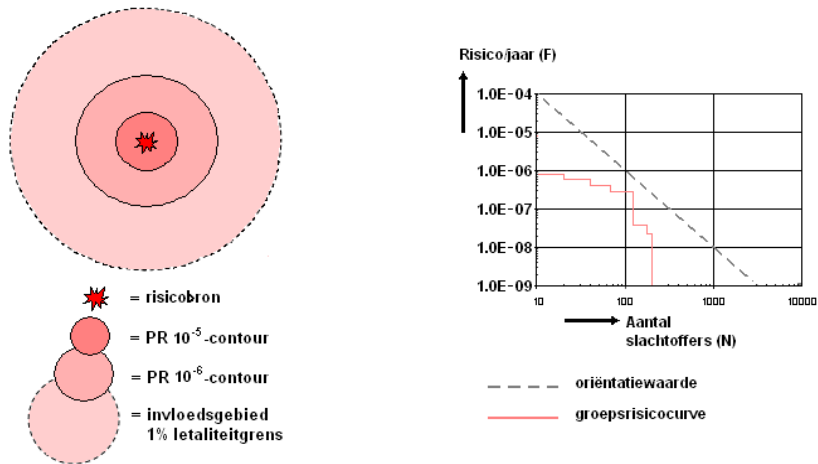 = risicobron
= PR 10⁻⁵-contour
= PR 10⁻⁶-contour
= invloedsgebied
1% letaliteitgrens
Risico/jaar (F)
1.0E-04
1.0E-05
1.0E-06
1.0E-07
1.0E-08
1.0E-09
10
100
1000
10000
Aantal
slachtoffers (N)
oriëntatiewaarde
groepsrisicocurve